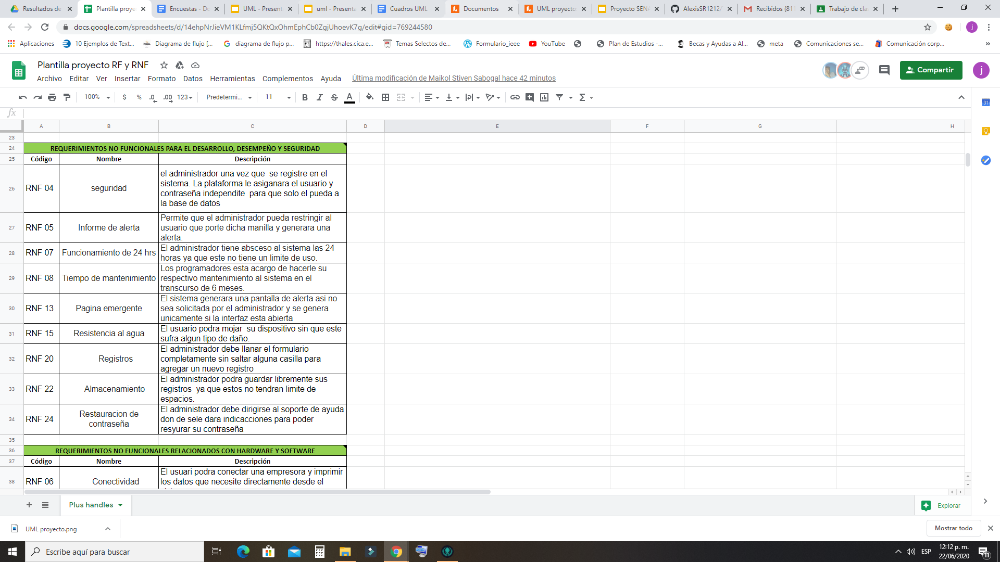 Resultados de
Plantilla proye
Encuestas - Do
UML - Present
uml - Presenta
Cuadros UML
Documentos
UML proyecto
Proyecto SENA
AlexisSR1212/
Recibidos (811
Trabajo de cla
docs.google.com/spreadsheets/d/14ehpNrJieVM1KLfmj5QKtQxOhmEphCb0ZgjUhoevK7g/edit#gid=769244580
j
Aplicaciones
10 Ejemplos de Text...
Diagrama de flujo [...
diagrama de flujo p...
https://thales.cica.e...
Temas Selectos de...
Formulario_ieee
YouTube
Plan de Estudios -...
Becas y Ayudas a Al...
meta
Comunicaciones se...
Comunicación corp...
»
Plantilla proyecto RF y RNF
Archivo Editar Ver Insertar Formato Datos Herramientas Complementos Ayuda
Última modificación de Maikol Stiven Sabogal hace 42 minutos
Compartir
j
100% $ % .0 .00 123 Predetermi... 11 B I S A Σ
31
fx
A B C D E F G H
23
24 REQUERIMIENTOS NO FUNCIONALES PARA EL DESARROLLO, DESEMPEÑO Y SEGURIDAD
25 Código Nombre Descripción
26 RNF 04 seguridad
el administrador una vez que  se registre en el
sistema. La plataforma le asiganara el usuario y
contraseña independite  para que solo el pueda a
la base de datos
27 RNF 05 Informe de alerta
Permite que el administrador pueda restringir al
usuario que porte dicha manilla y generara una
alerta.
28 RNF 07 Funcionamiento de 24 hrs
El administrador tiene absceso al sistema las 24
horas ya que este no tiene un limite de uso.
29 RNF 08 Tiempo de mantenimiento
Los programadores esta acargo de hacerle su
respectivo mantenimiento al sistema en el
transcurso de 6 meses.
30 RNF 13 Pagina emergente
El sistema generara una pantalla de alerta asi no
sea solicitada por el administrador y se genera
unicamente si la interfaz esta abierta
31 RNF 15 Resistencia al agua
El usuario podra mojar  su dispositivo sin que este
sufra algun tipo de daño.
32 RNF 20 Registros
El administrador debe llanar el formulario
completamente sin saltar alguna casilla para
agregar un nuevo registro
33 RNF 22 Almacenamiento
El administrador podra guardar libremente sus
registros  ya que estos no tendran limite de
espacios.
34 RNF 24 Restauracion de
contraseña
El administrador debe dirigirse al soporte de ayuda
don de sele dara indicacciones para poder
resyurar su contraseña
35
36 REQUERIMIENTOS NO FUNCIONALES RELACIONADOS CON HARDWARE Y SOFTWARE
37 Código Nombre Descripción
38 RNF 06 Conectividad
El usuari podra conectar una empresora y imprimir
los datos que necesite directamente desde el
Plus handles
Explorar
UML proyecto.png
Mostrar todo
Escribe aquí para buscar
ESP
12:12 p. m.
22/06/2020
11